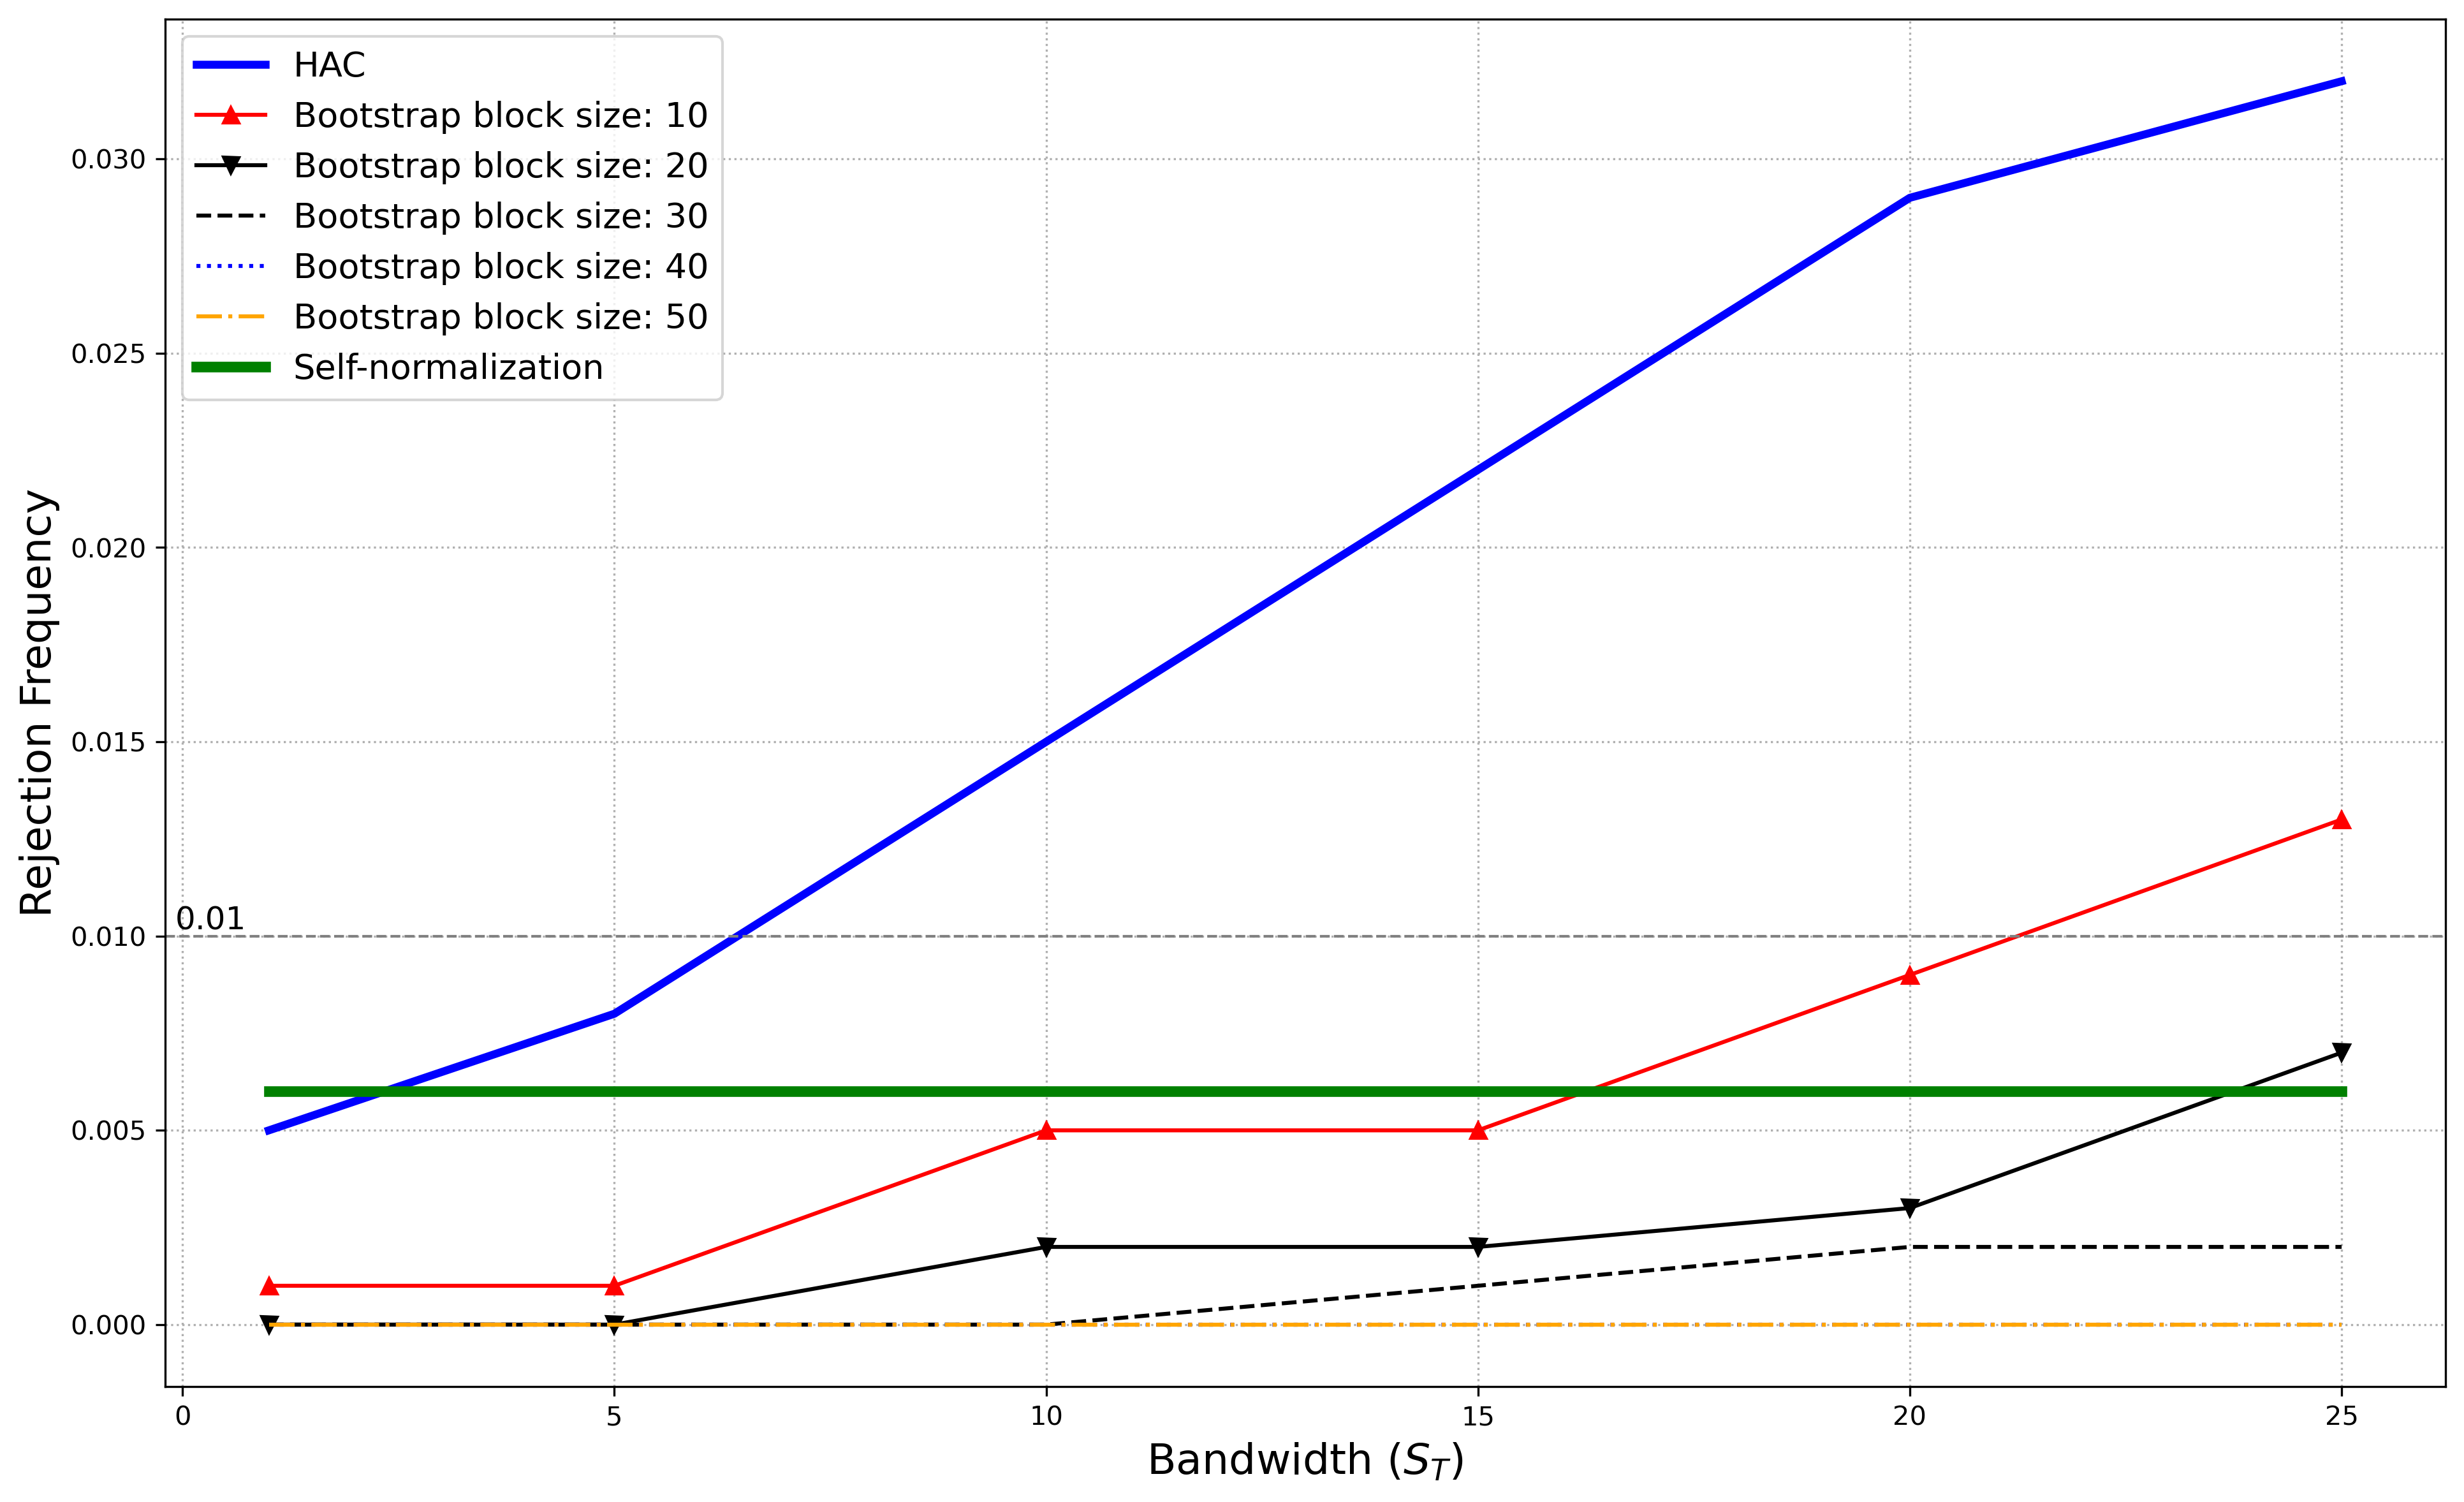 HAC
Bootstrap block size: 10
Bootstrap block size: 20
Bootstrap block size: 30
Bootstrap block size: 40
Bootstrap block size: 50
Self-normalization
Rejection Frequency
0.030
0.025
0.020
0.015
0.01
0.010
0.005
0.000
0 5 10 15 20 25
Bandwidth (S_T)